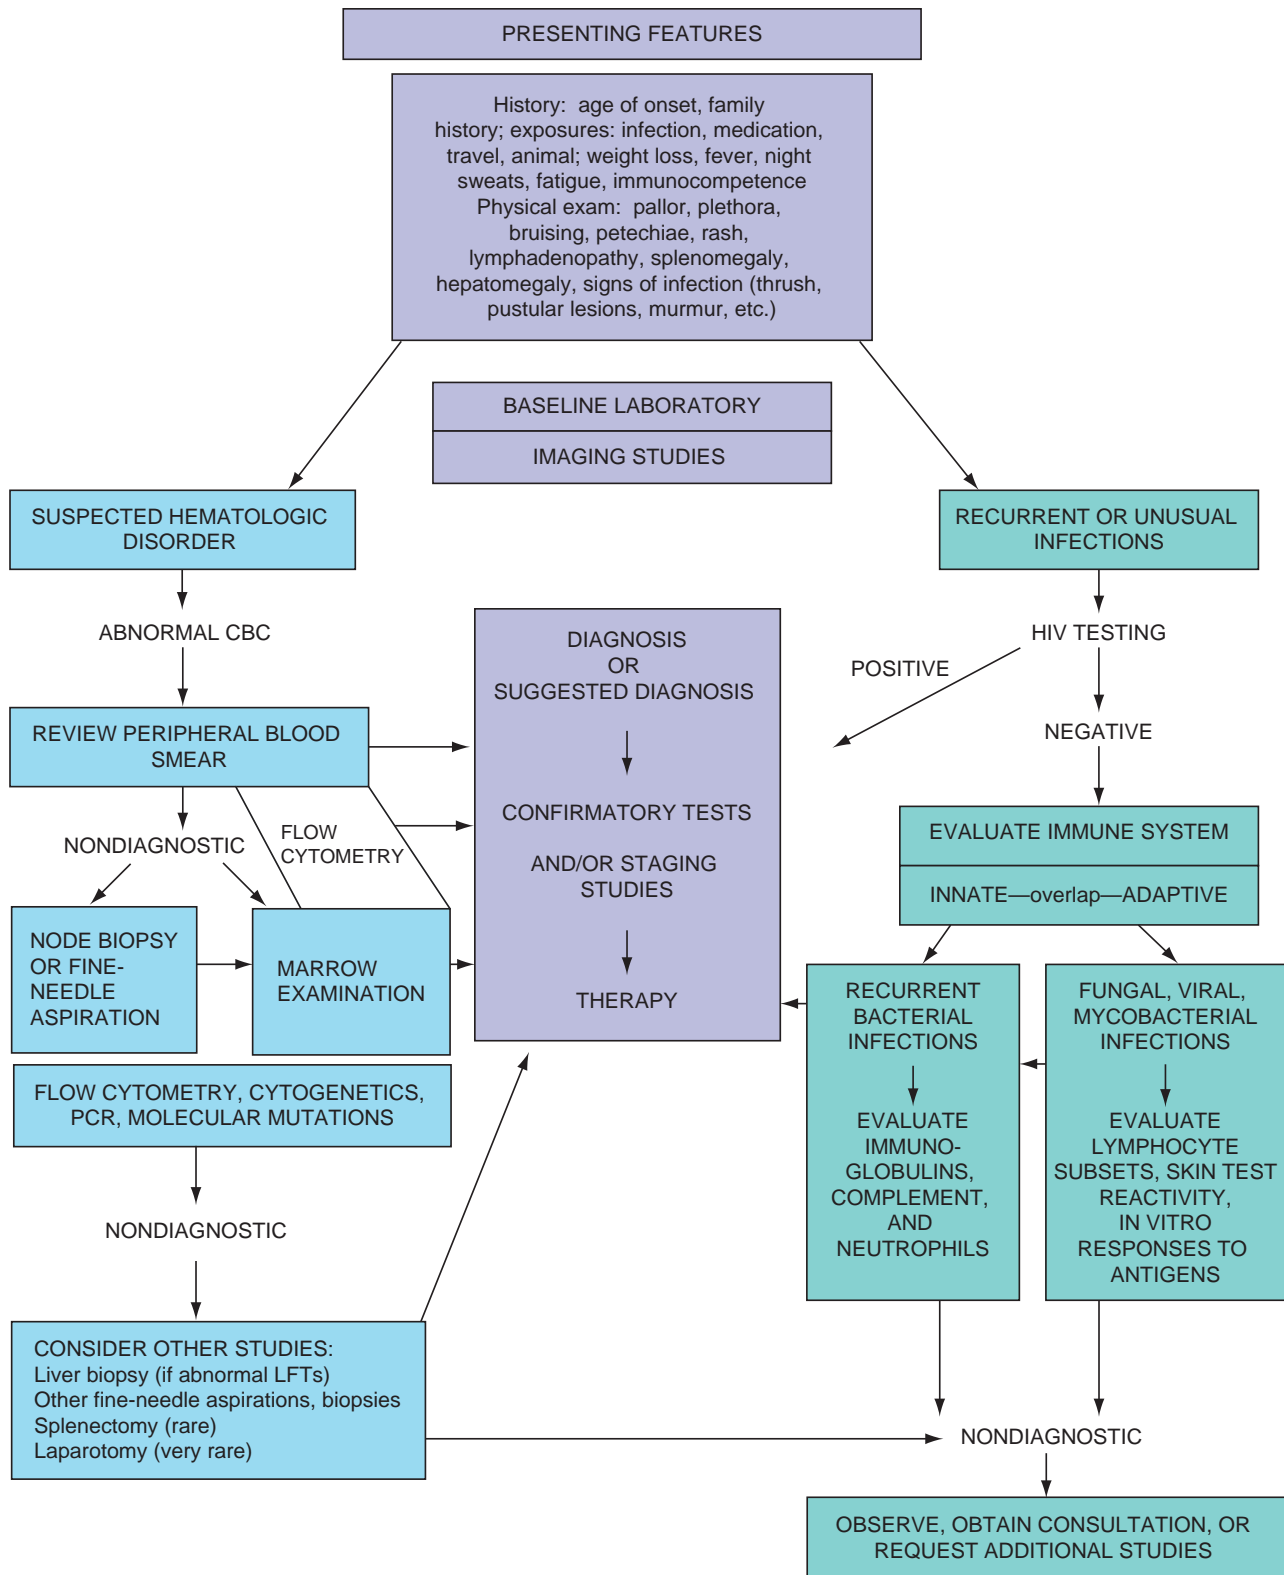 PRESENTING FEATURES
History: age of onset, family
history; exposures: infection, medication,
travel, animal; weight loss, fever, night
sweats, fatigue, immunocompetence
Physical exam: pallor, plethora,
bruising, petechiae, rash,
lymphadenopathy, splenomegaly,
hepatomegaly, signs of infection (thrush,
pustular lesions, murmur, etc.)
BASELINE LABORATORY
IMAGING STUDIES
SUSPECTED HEMATOLOGIC
DISORDER
ABNORMAL CBC
REVIEW PERIPHERAL BLOOD
SMEAR
NONDIAGNOSTIC
FLOW
CYTOMETRY
NODE BIOPSY
OR FINE-
NEEDLE
ASPIRATION
MARROW
EXAMINATION
FLOW CYTOMETRY, CYTOGENETICS,
PCR, MOLECULAR MUTATIONS
NONDIAGNOSTIC
CONSIDER OTHER STUDIES:
Liver biopsy (if abnormal LFTs)
Other fine-needle aspirations, biopsies
Splenectomy (rare)
Laparotomy (very rare)
DIAGNOSIS
OR
SUGGESTED DIAGNOSIS
CONFIRMATORY TESTS
AND/OR STAGING
STUDIES
THERAPY
RECURRENT OR UNUSUAL
INFECTIONS
HIV TESTING
POSITIVE
NEGATIVE
EVALUATE IMMUNE SYSTEM
INNATE—overlap—ADAPTIVE
RECURRENT
BACTERIAL
INFECTIONS
EVALUATE
IMMUNO-
GLOBULINS,
COMPLEMENT,
AND
NEUTROPHILS
FUNGAL, VIRAL,
MYCOBACTERIAL
INFECTIONS
EVALUATE
LYMPHOCYTE
SUBSETS, SKIN TEST
REACTIVITY,
IN VITRO
RESPONSES TO
ANTIGENS
NONDIAGNOSTIC
OBSERVE, OBTAIN CONSULTATION, OR
REQUEST ADDITIONAL STUDIES